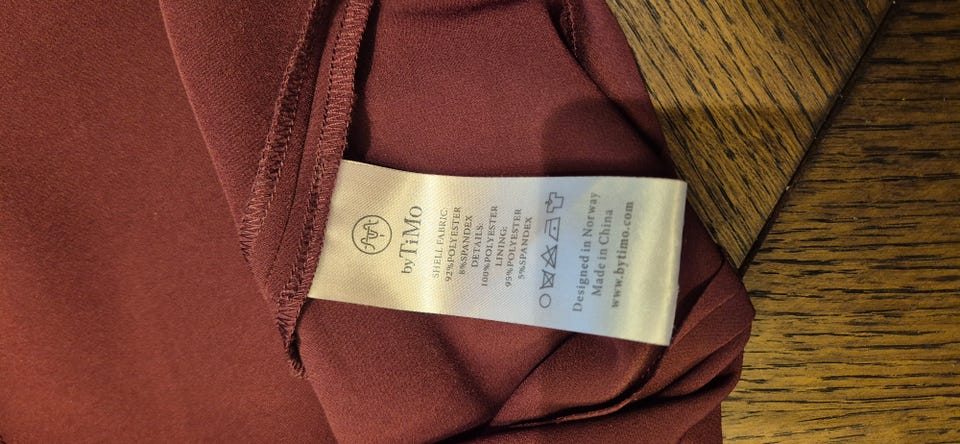 byTiMo
SHELL FABRIC
92%POLYESTER
8%SPANDEX
DETAILS:
100%POLYESTER
LINING:
95%POLYESTER
5%SPANDEX
Designed in Norway
Made in China
www.bytimo.com